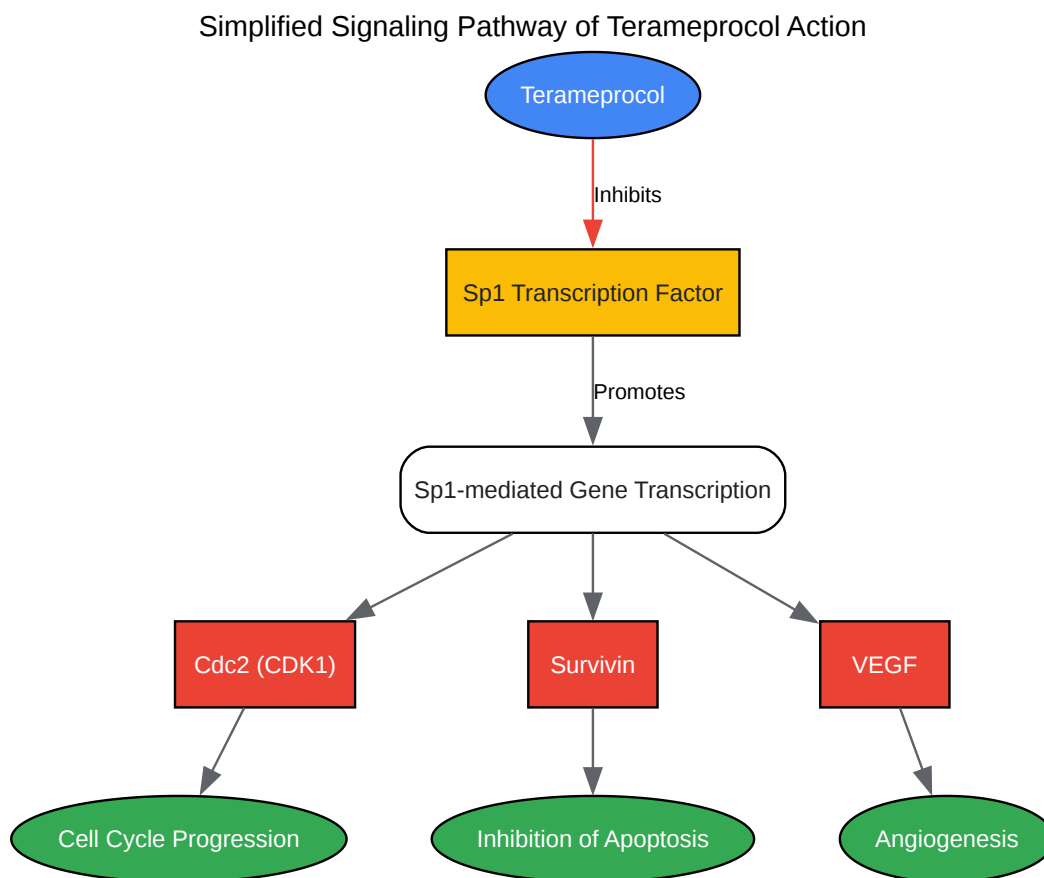 Simplified Signaling Pathway of Terameprocol Action
Terameprocol
Inhibits
Sp1 Transcription Factor
Promotes
Sp1-mediated Gene Transcription
Cdc2 (CDK1)
Survivin
VEGF
Cell Cycle Progression
Inhibition of Apoptosis
Angiogenesis